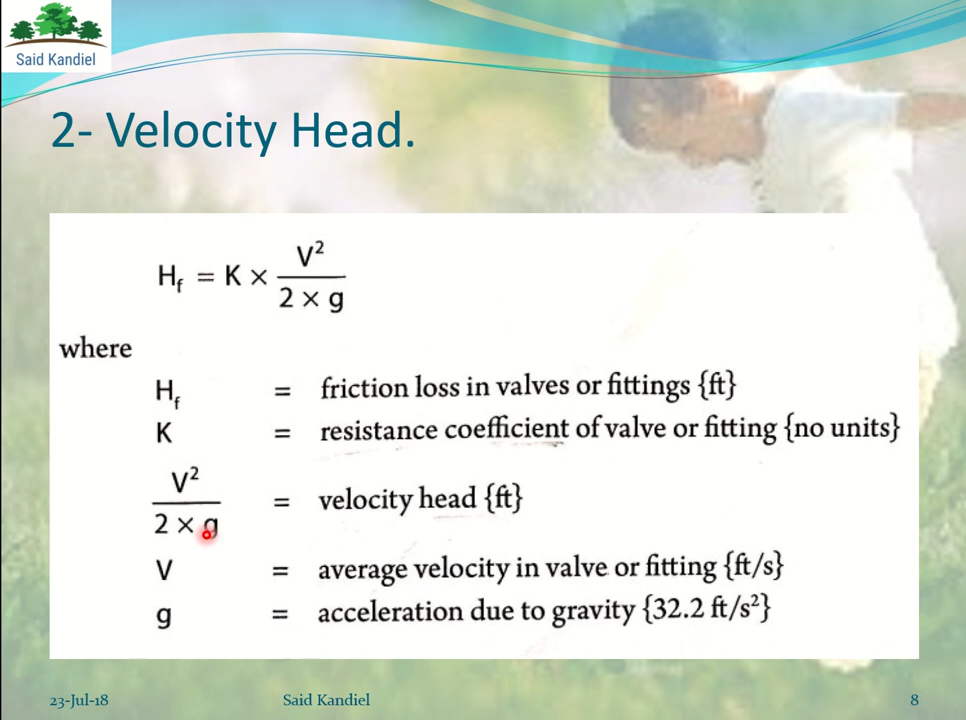 Said Kandiel
2- Velocity Head.
H_f = K × V² / 2 × g
where
H_f = friction loss in valves or fittings {ft}
K = resistance coefficient of valve or fitting {no units}
V² / 2 × g = velocity head {ft}
V = average velocity in valve or fitting {ft/s}
g = acceleration due to gravity {32.2 ft/s²}
23-Jul-18 Said Kandiel 8